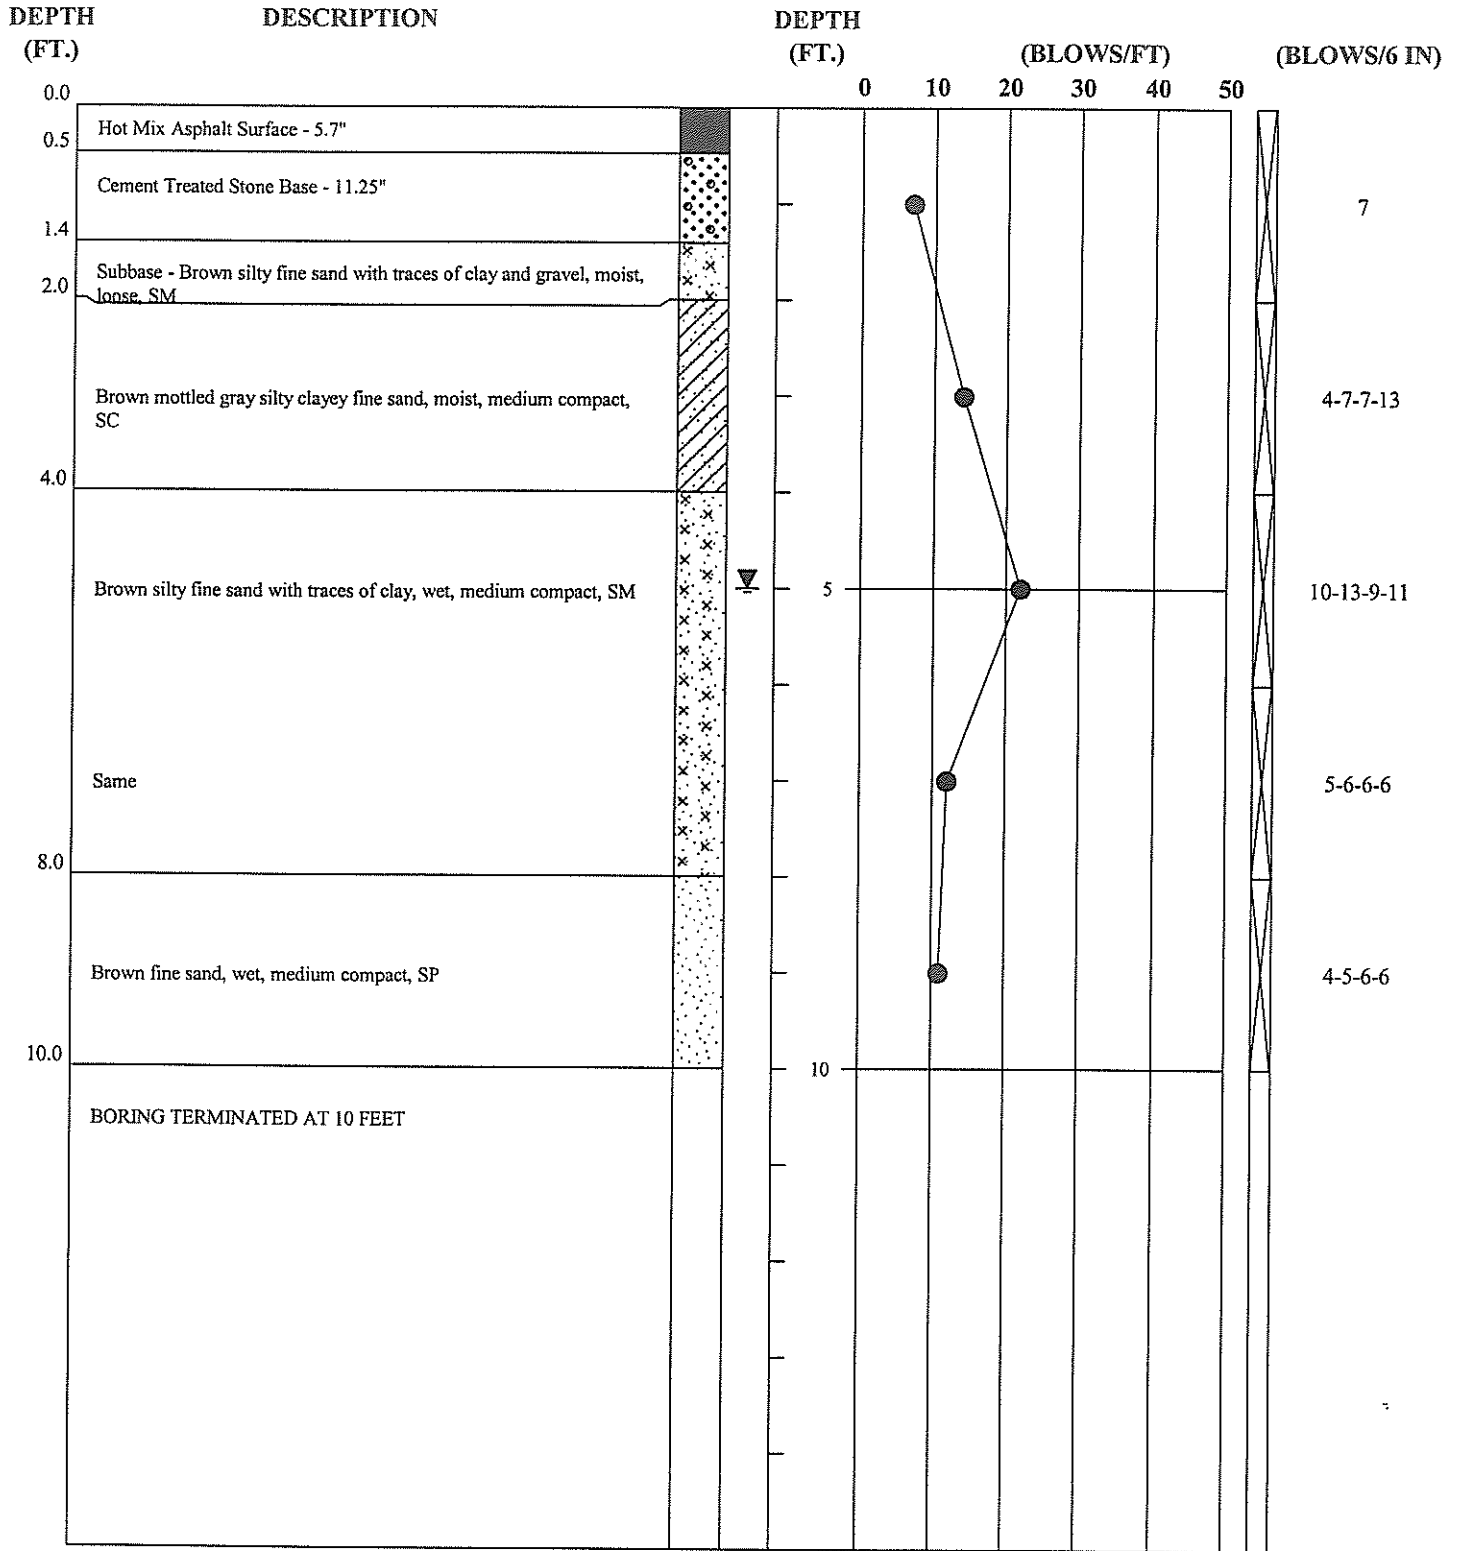 DEPTH DESCRIPTION DEPTH
(FT.) (FT.) (BLOWS/FT) (BLOWS/6 IN)
0 10 20 30 40 50
0.0
Hot Mix Asphalt Surface - 5.7"
0.5
Cement Treated Stone Base - 11.25"
7
1.4
Subbase - Brown silty fine sand with traces of clay and gravel, moist,
2.0
loose, SM
Brown mottled gray silty clayey fine sand, moist, medium compact,
4-7-7-13
SC
4.0
Brown silty fine sand with traces of clay, wet, medium compact, SM
5
10-13-9-11
Same
5-6-6-6
8.0
Brown fine sand, wet, medium compact, SP
4-5-6-6
10.0
10
BORING TERMINATED AT 10 FEET